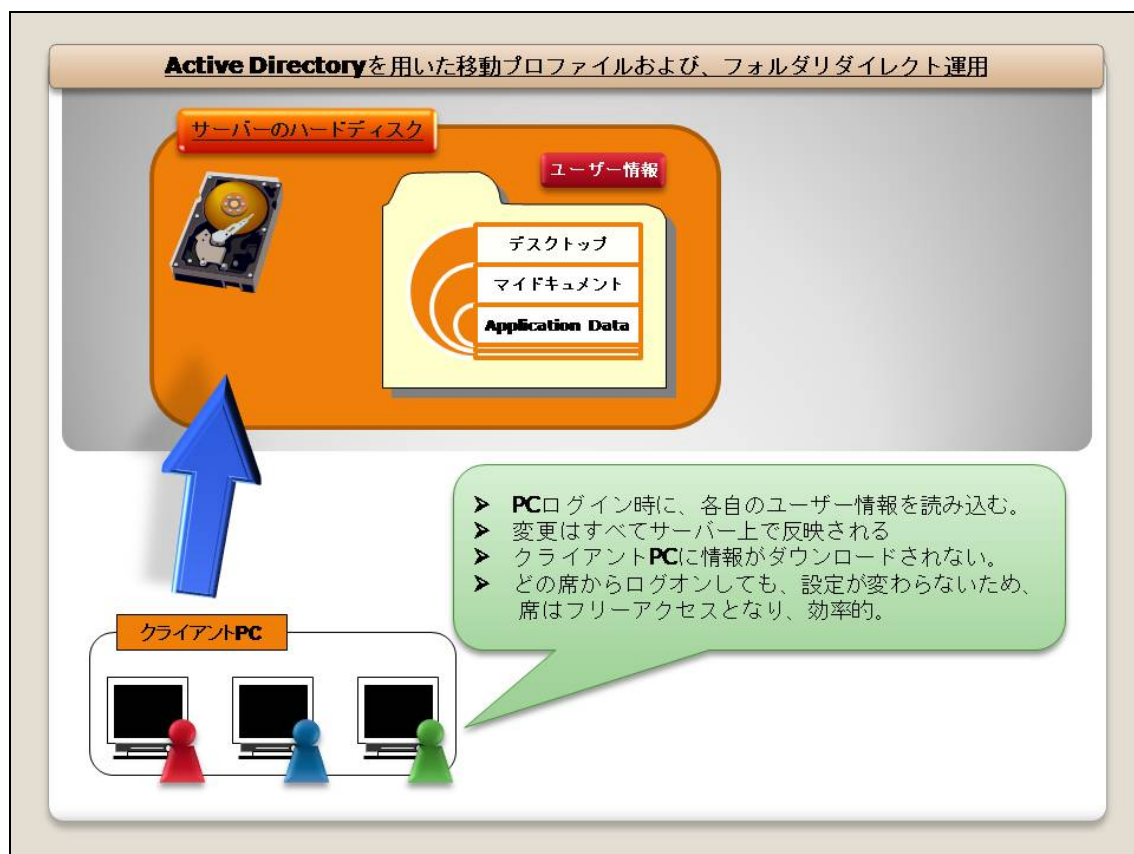 Active Directoryを用いた移動プロファイルおよび、フォルダリダイレクト運用
サーバーのハードディスク
ユーザー情報
デスクトップ
マイドキュメント
Application Data
➤ PCログイン時に、各自のユーザー情報を読み込む。
➤ 変更はすべてサーバー上で反映される
➤ クライアントPCに情報がダウンロードされない。
➤ どの席からログオンしても、設定が変わらないため、
席はフリーアクセスとなり、効率的。
クライアントPC